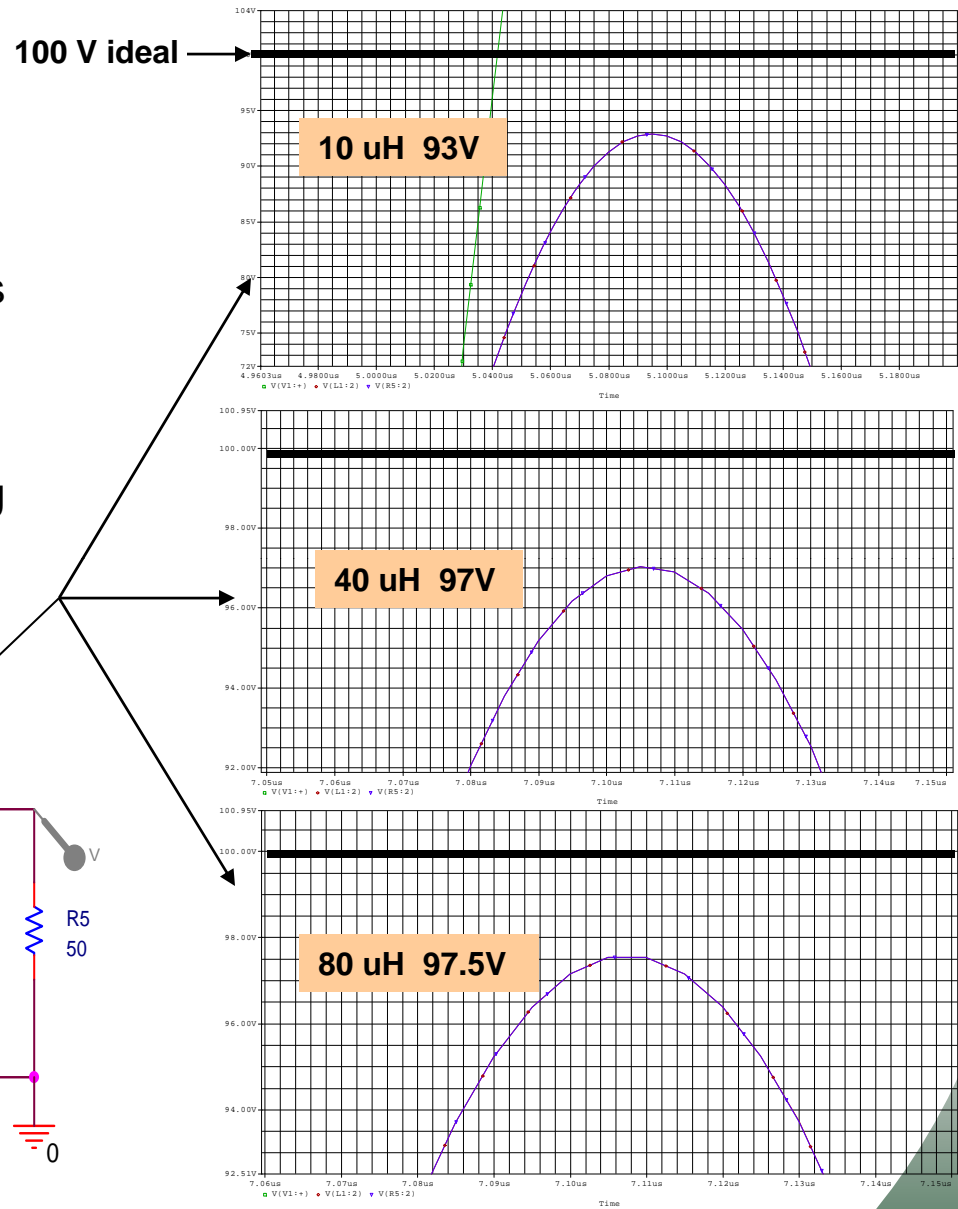 104V
100 V ideal
95V
10 uH 93V
90V
85V
80V
s
75V
72V
4.9603us 4.9800us 5.0000us 5.0200us 5.0400us 5.0600us 5.0800us 5.1000us 5.1200us 5.1400us 5.1600us 5.1800us
V(V1:+) V(L1:2) V(R5:2)
Time
100.95V
100.00V
98.00V
g
40 uH 97V
96.00V
94.00V
92.00V
7.05us 7.06us 7.07us 7.08us 7.09us 7.10us 7.11us 7.12us 7.13us 7.14us 7.15us
V(V1:+) V(L1:2) V(R5:2)
Time
100.95V
100.00V
V
R5
50
98.00V
80 uH 97.5V
96.00V
94.00V
0
92.51V
7.06us 7.07us 7.08us 7.09us 7.10us 7.11us 7.12us 7.13us 7.14us 7.15us
V(V1:+) V(L1:2) V(R5:2)
Time